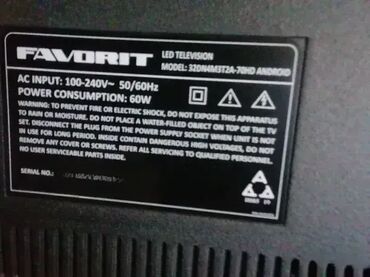 FAVORIT
LED TELEVISION
MODEL: 32DN4M3T2A-70HD ANDROID
AC INPUT: 100-240V~ 50/60Hz
POWER CONSUMPTION: 60W
WARNING: TO PREVENT FIRE OR ELECTRIC SHOCK, DO NOT EXPOSE THIS APPARATUS
TO RAIN OR MOISTURE. DO NOT PLACE A WATER-FILLED OBJECT ON TOP OF THE TV
SET. DISCONNECT THE PLUG FROM THE POWER SUPPLY SOCKET WHEN UNIT IS NOT
IN USE FOR LONG PERIOD. INSIDE CONTAIN DANGEROUS HIGH VOLTAGES, DO NOT
REMOVE ANY COVER OR SCREWS. REFER ALL SERVICING TO QUALIFIED PERSONNEL.
NO USER SERVICEABLE PARTS INSIDE.
SERIAL NO.: